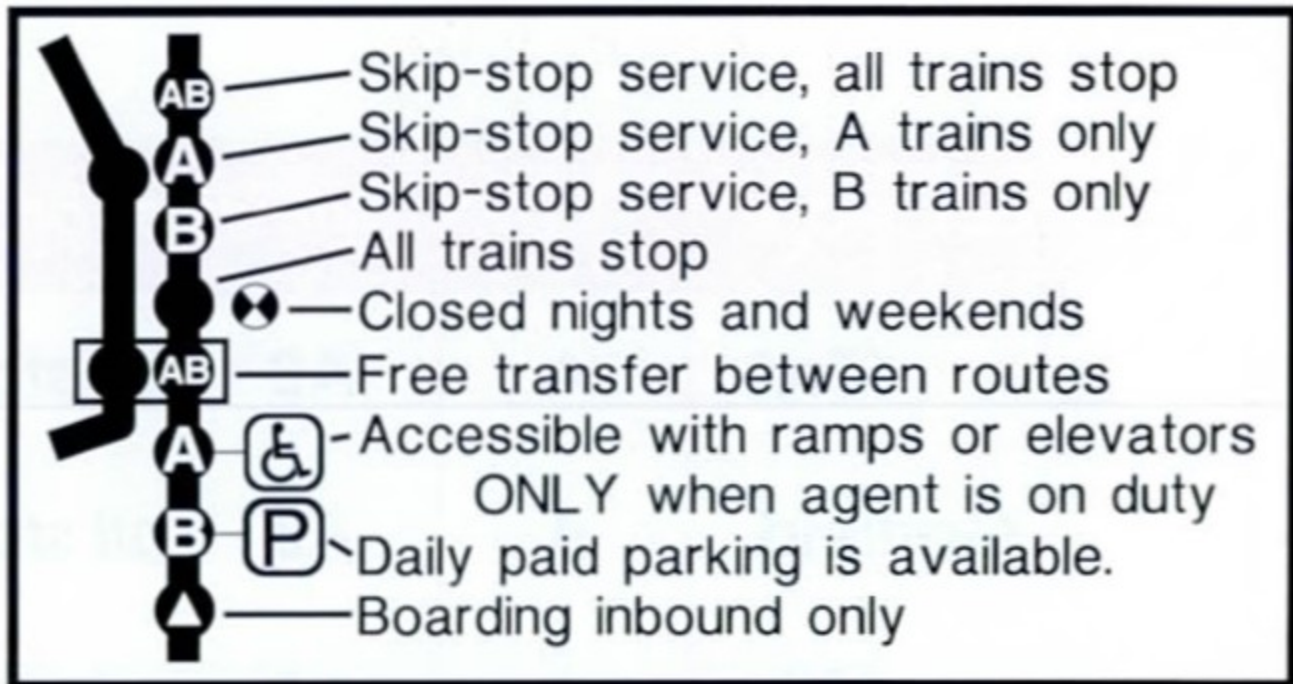 AB Skip-stop service, all trains stop
A Skip-stop service, A trains only
B Skip-stop service, B trains only
All trains stop
Closed nights and weekends
AB Free transfer between routes
A Accessible with ramps or elevators
ONLY when agent is on duty
B P Daily paid parking is available.
Boarding inbound only